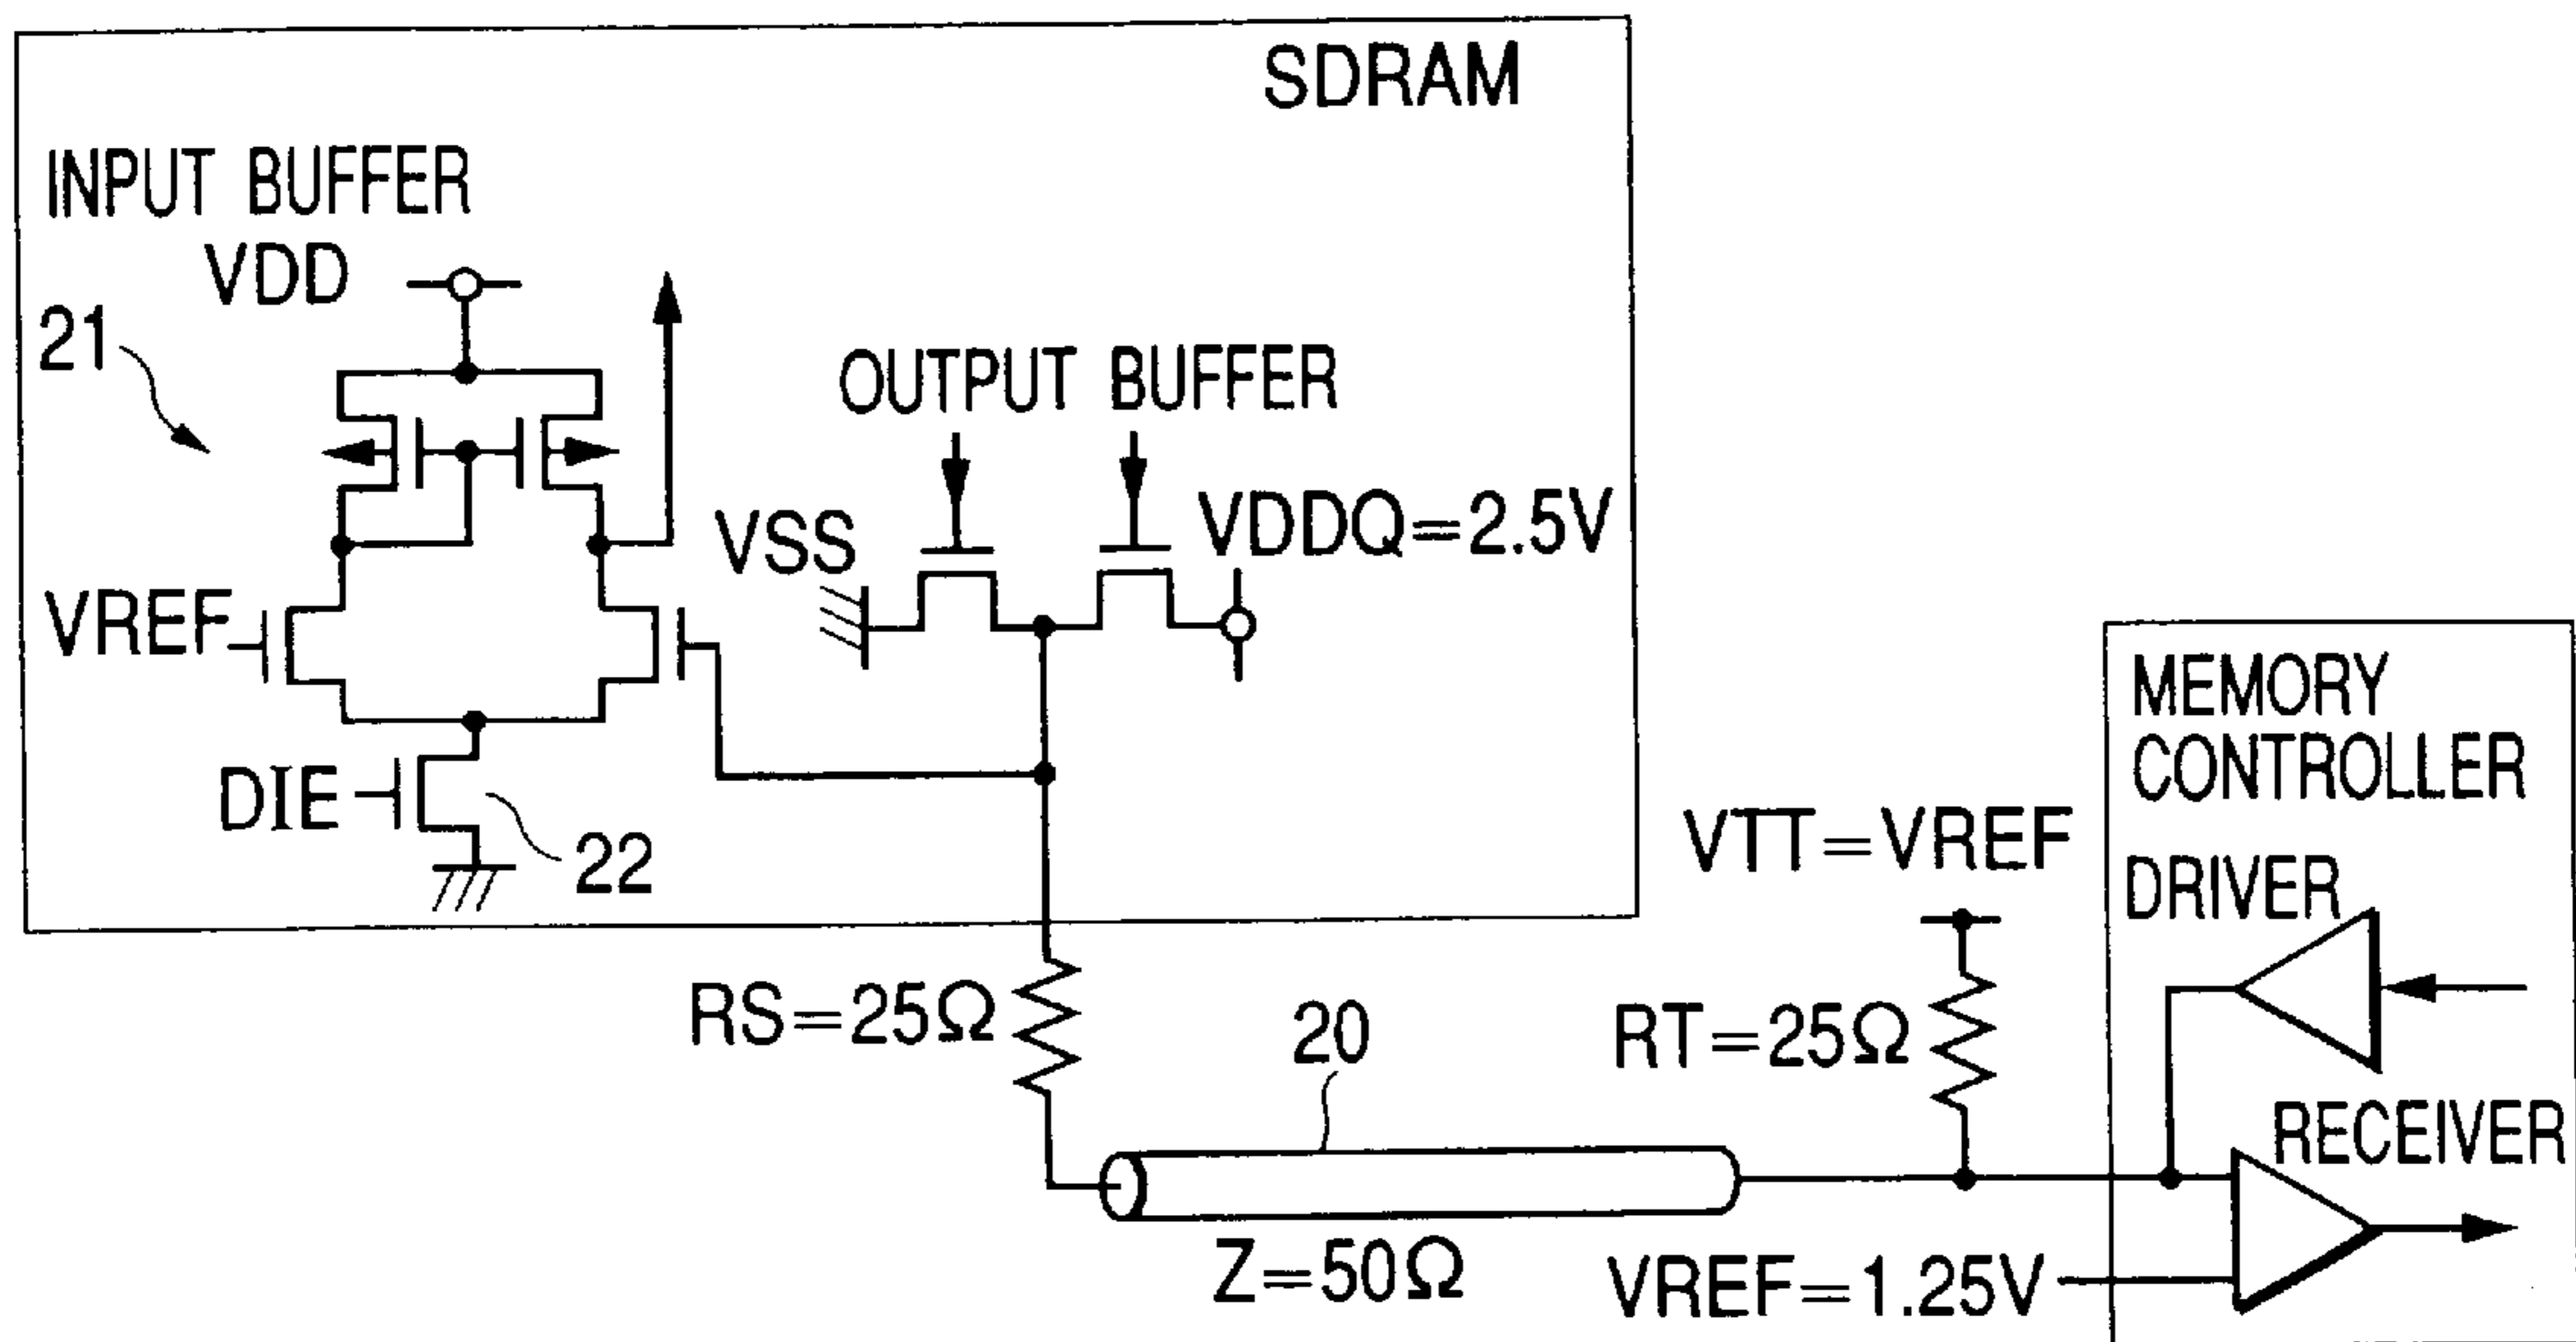 SDRAM
INPUT BUFFER
VDD
21
OUTPUT BUFFER
VSS
VDDQ=2.5V
VREF
DIE
22
MEMORY
CONTROLLER
VTT=VREF
DRIVER
RS=25Ω
20
RT=25Ω
RECEIVER
Z=50Ω
VREF=1.25V